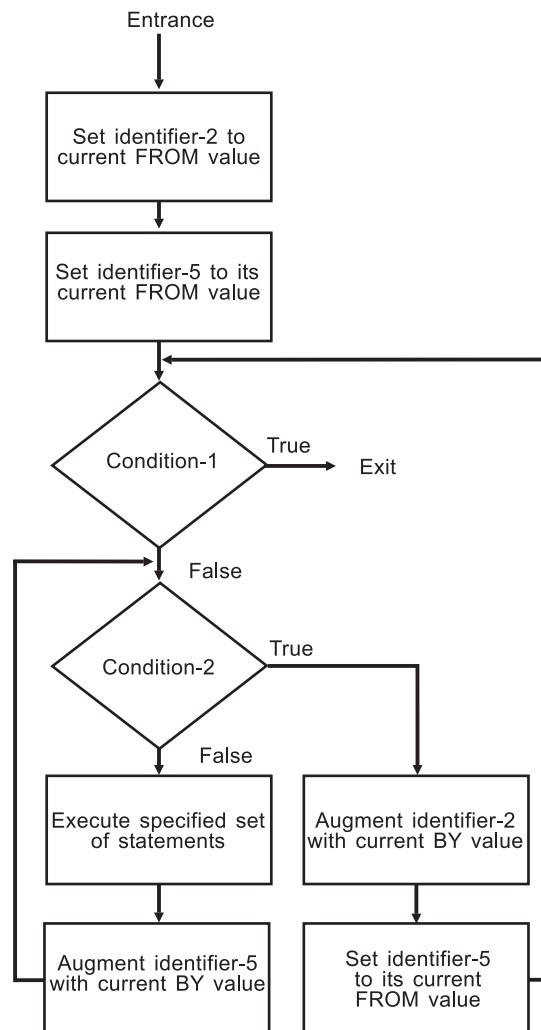 Entrance
Set identifier-2 to
current FROM value
Set identifier-5 to its
current FROM value
Condition-1
True
Exit
False
Condition-2
True
False
Execute specified set
of statements
Augment identifier-2
with current BY value
Augment identifier-5
with current BY value
Set identifier-5
to its current
FROM value